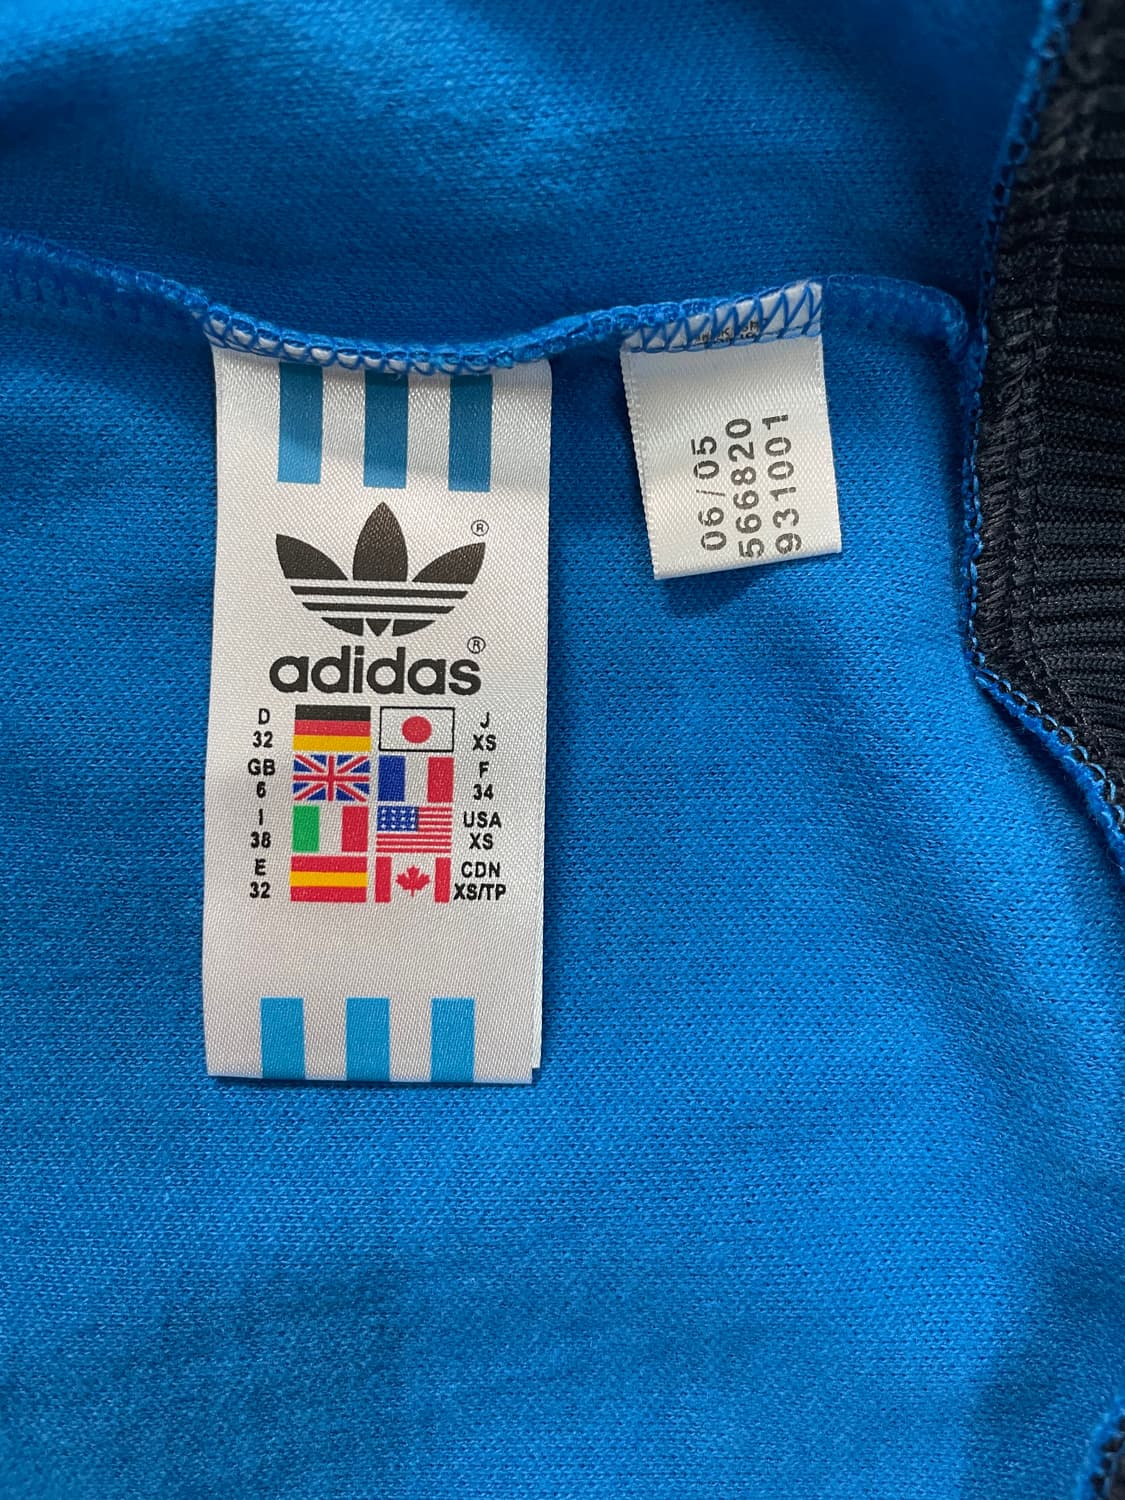 ®
®
adidas
D
32
J
XS
GB
6
F
34
I
38
USA
XS
E
32
CDN
XS/TP
06/05
566820
931001